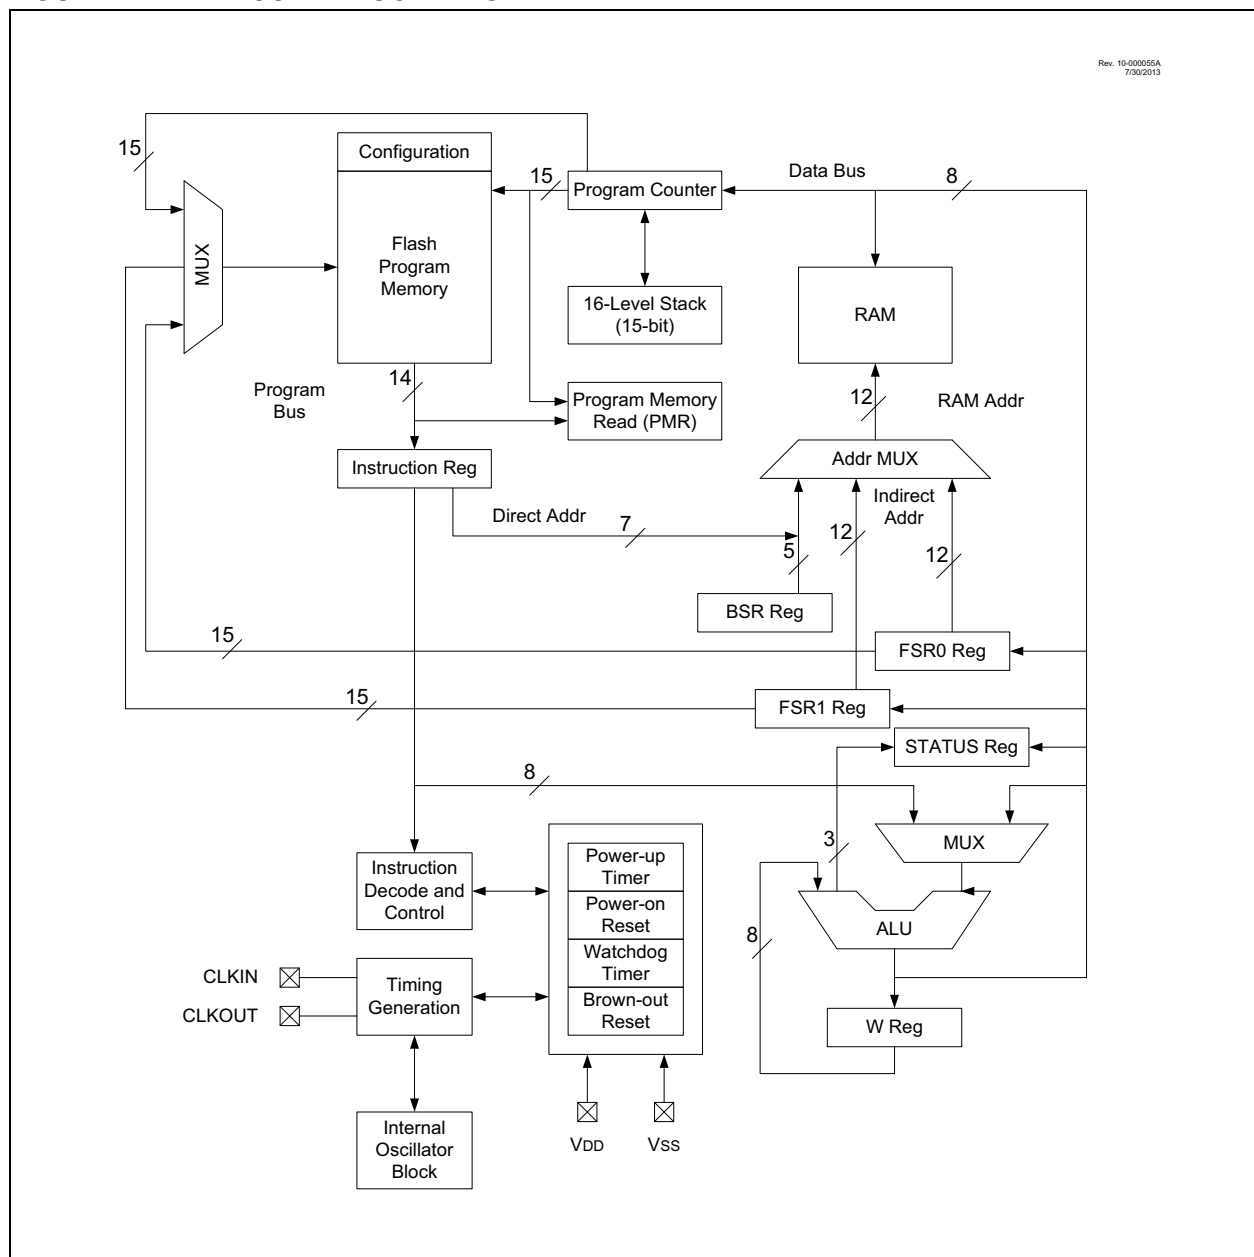 Rev. 10-000055A
7/30/2013
15
Configuration
15
Program Counter
Data Bus
8
MUX
Flash
Program
Memory
16-Level Stack
(15-bit)
RAM
Program
Bus
14
Program Memory
Read (PMR)
12
RAM Addr
Instruction Reg
Addr MUX
Direct Addr
7
Indirect
Addr
5
12
12
BSR Reg
15
FSR0 Reg
15
FSR1 Reg
STATUS Reg
8
3
MUX
Instruction
Decode and
Control
Power-up
Timer
Power-on
Reset
Watchdog
Timer
Brown-out
Reset
8
ALU
CLKIN
CLKOUT
Timing
Generation
W Reg
Internal
Oscillator
Block
VDD
VSS